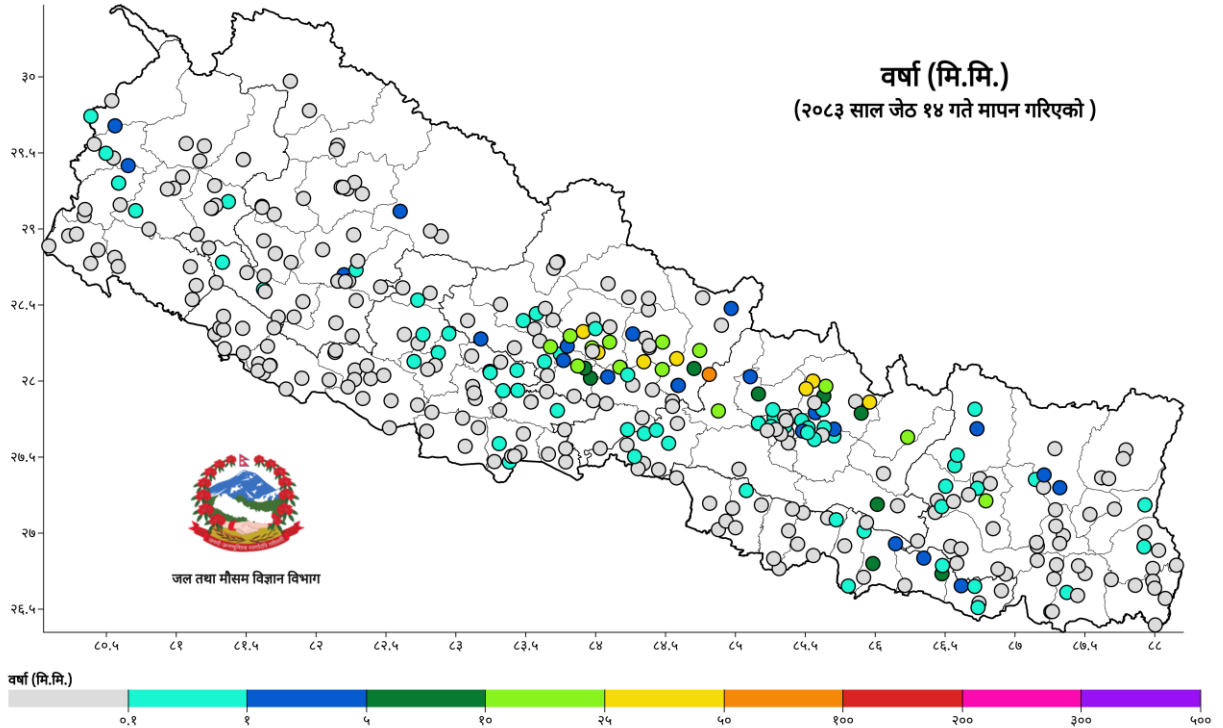 वर्षा (मि.मि.)
(२०८३ साल जेठ १४ गते मापन गरिएको )
३०
२९.५
२९
२८.५
२८
२७.५
२७
२६.५
जल तथा मौसम विज्ञान विभाग
८०.५ ८१ ८१.५ ८२ ८२.५ ८३ ८३.५ ८४ ८४.५ ८५ ८५.५ ८६ ८६.५ ८७ ८७.५ ८८
वर्षा (मि.मि.)
०.१ १ ५ १० २५ ५० १०० २०० ३०० ५००